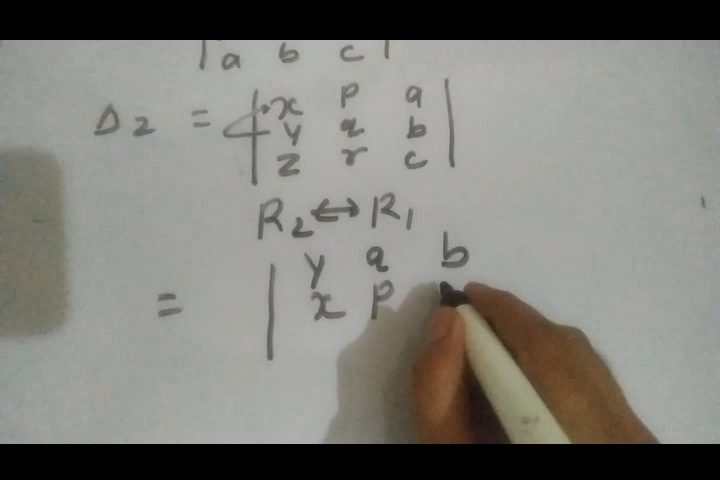 | a b c |
Δ2 = | x p a |
y q b
z r c
R2 ↔ R1
y q b
= | x p